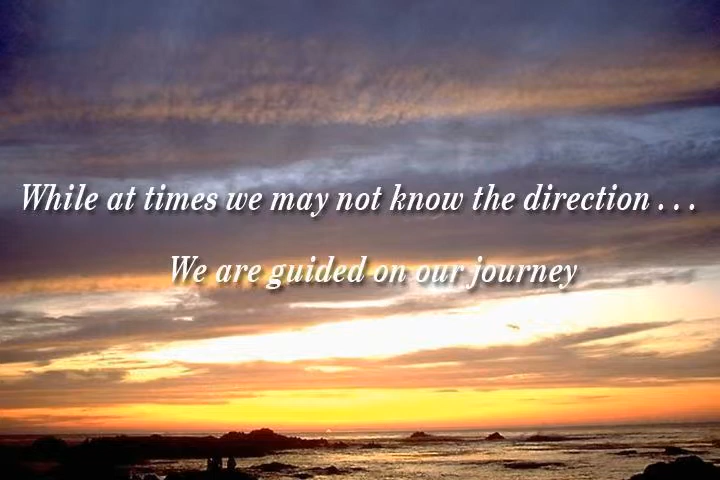 While at times we may not know the direction . . .
We are guided on our journey